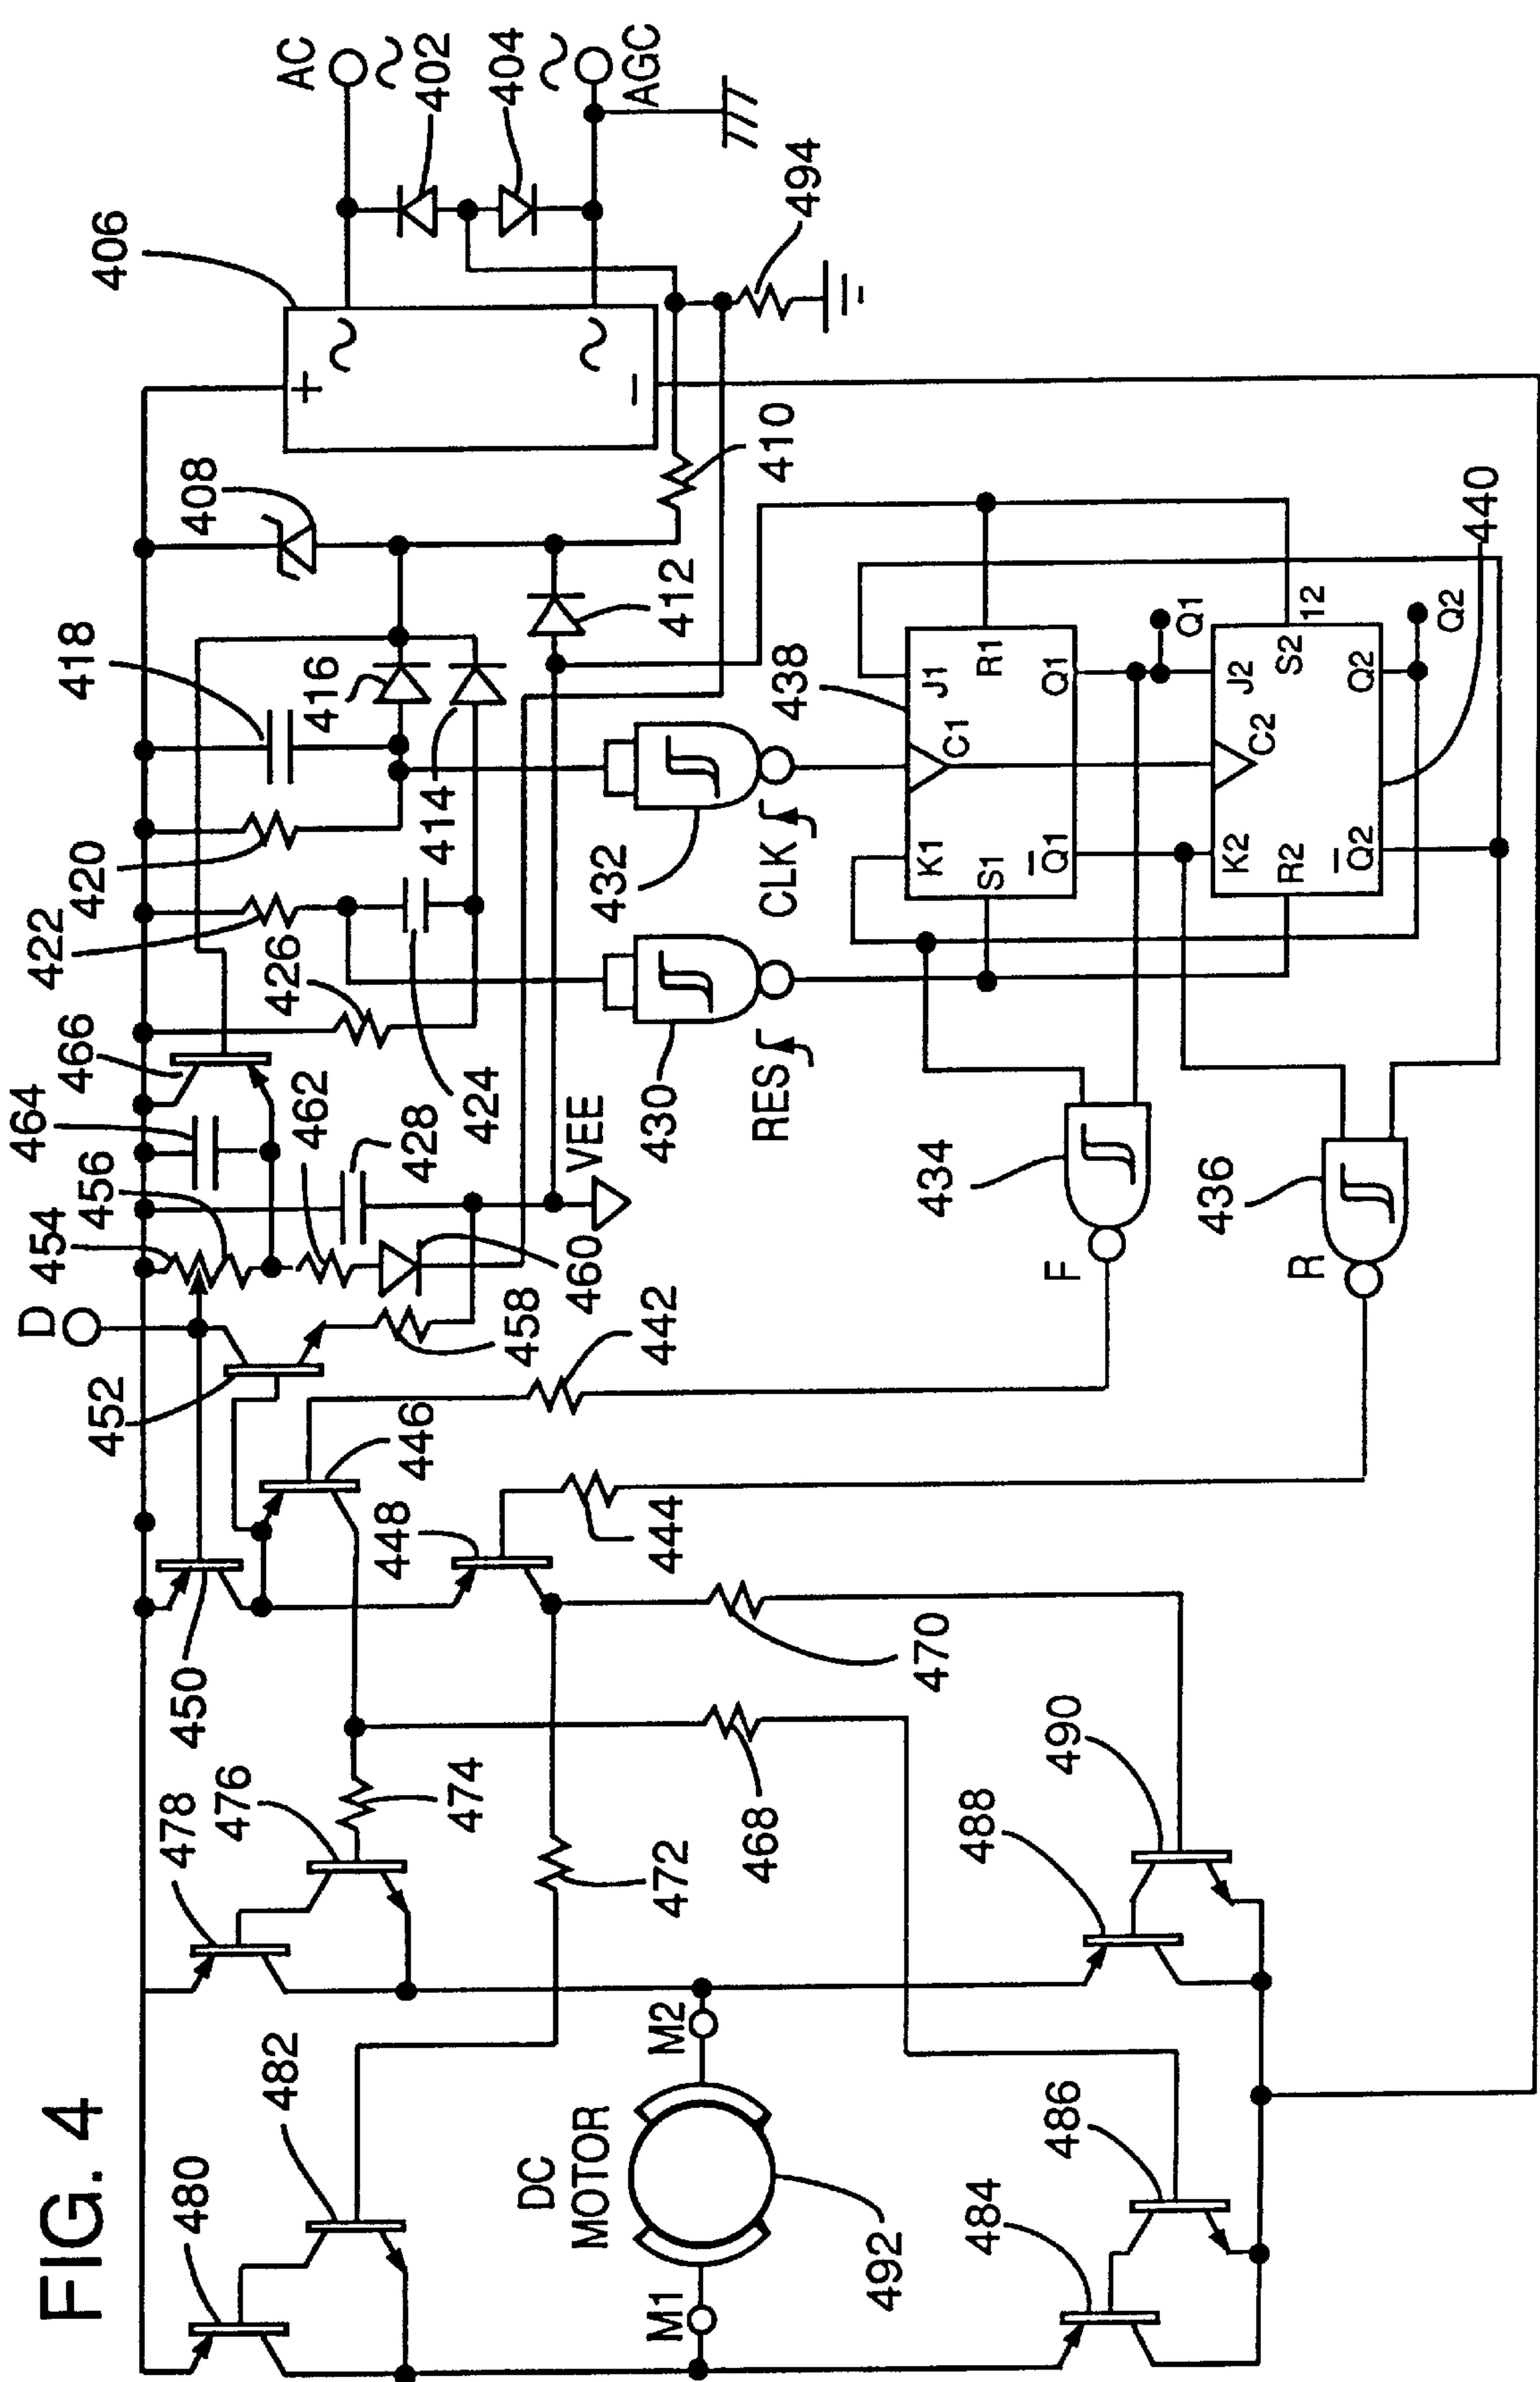 FIG. 4
480
482
478
476
474
450
452
D
454
456
464
466
422
420
418
408
406
AC
~
402
404
~
AGC
~
~
+
−
494
410
412
416
414
426
424
462
428
VEE
460
458
442
446
448
444
472
468
470
M1
DC
MOTOR
M2
492
484
486
488
490
430
RES
432
CLK
438
K1
C1
J1
S1
R1
Q1
Q1
Q1
K2
C2
J2
R2
S2
12
Q2
Q2
Q2
440
434
F
436
R